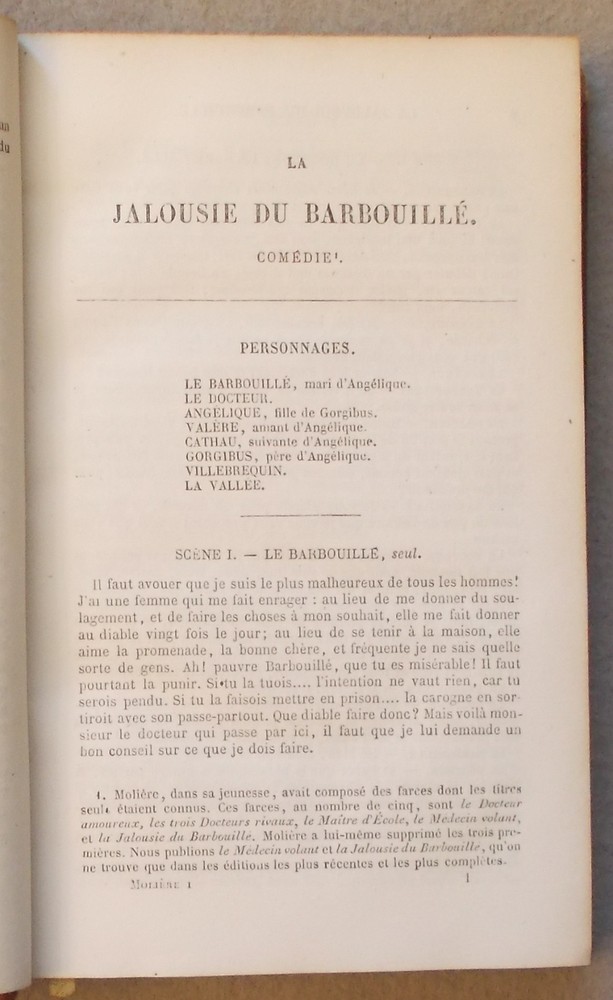 un
du
LA
JALOUSIE DU BARBOUILLÉ.
COMÉDIE¹.
PERSONNAGES.
LE BARBOUILLÉ, mari d'Angélique.
LE DOCTEUR.
ANGÉLIQUE, fille de Gorgibus.
VALÈRE, amant d'Angélique.
CATHAU, suivante d'Angélique.
GORGIBUS, père d'Angélique.
VILLEBREQUIN.
LA VALLÉE.
SCÈNE I. — LE BARBOUILLÉ, seul.
Il faut avouer que je suis le plus malheureux de tous les hommes!
J'ai une femme qui me fait enrager : au lieu de me donner du sou-
lagement, et de faire les choses à mon souhait, elle me fait donner
au diable vingt fois le jour; au lieu de se tenir à la maison, elle
aime la promenade, la bonne chère, et fréquente je ne sais quelle
sorte de gens. Ah! pauvre Barbouillé, que tu es misérable! Il faut
pourtant la punir. Si tu la tuois.... l'intention ne vaut rien, car tu
serois pendu. Si tu la faisois mettre en prison.... la carogne en sor-
tiroit avec son passe-partout. Que diable faire donc? Mais voilà mon-
sieur le docteur qui passe par ici, il faut que je lui demande un
bon conseil sur ce que je dois faire.
1. Molière, dans sa jeunesse, avait composé des farces dont les titres
seuls étaient connus. Ces farces, au nombre de cinq, sont le Docteur
amoureux, les trois Docteurs rivaux, le Maître d'École, le Médecin volant,
et la Jalousie du Barbouillé. Molière a lui-même supprimé les trois pre-
mières. Nous publions le Médecin volant et la Jalousie du Barbouillé, qu'on
ne trouve que dans les éditions les plus récentes et les plus complètes.
MOLIÈRE I
1